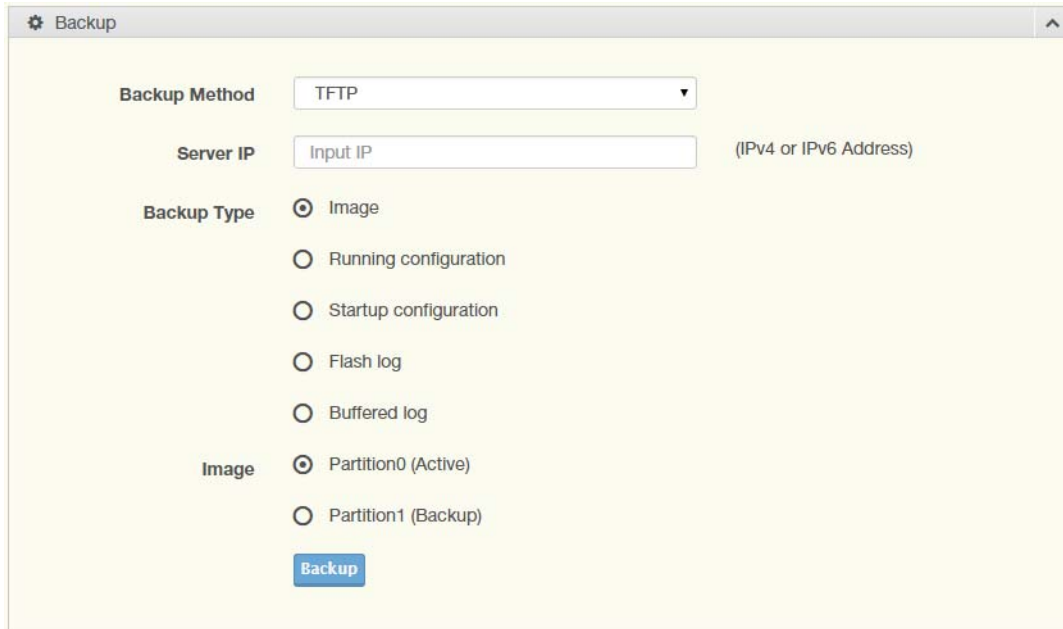 Backup
Backup Method TFTP
Server IP Input IP (IPv4 or IPv6 Address)
Backup Type Image
Running configuration
Startup configuration
Flash log
Buffered log
Image Partition0 (Active)
Partition1 (Backup)
Backup